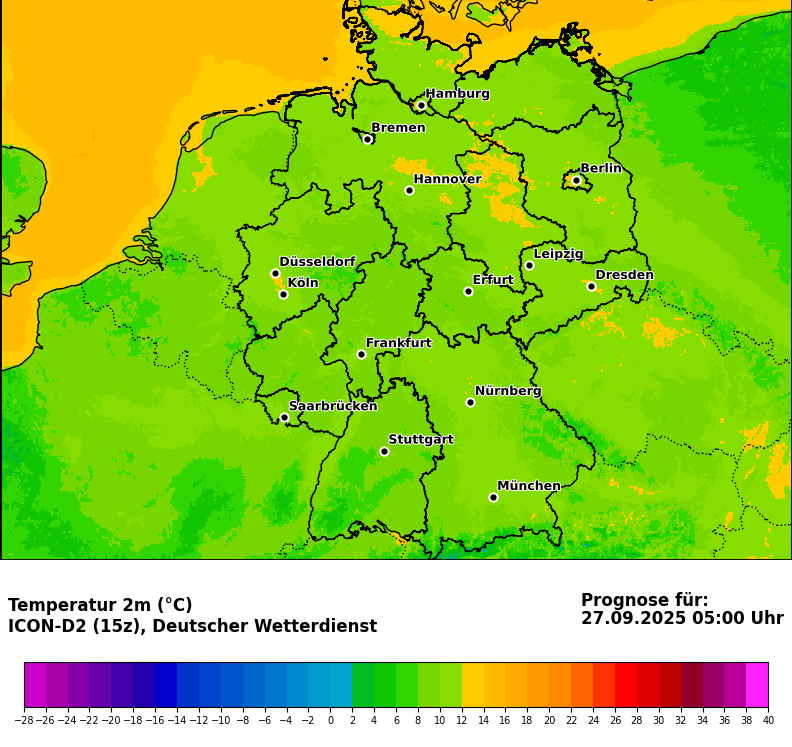 Hamburg
Bremen
Berlin
Hannover
Leipzig
Düsseldorf
Dresden
Köln
Erfurt
Frankfurt
Nürnberg
Saarbrücken
Stuttgart
München
Temperatur 2m (°C)
ICON-D2 (15z), Deutscher Wetterdienst
Prognose für:
27.09.2025 05:00 Uhr
−28 −26 −24 −22 −20 −18 −16 −14 −12 −10 −8 −6 −4 −2 0 2 4 6 8 10 12 14 16 18 20 22 24 26 28 30 32 34 36 38 40